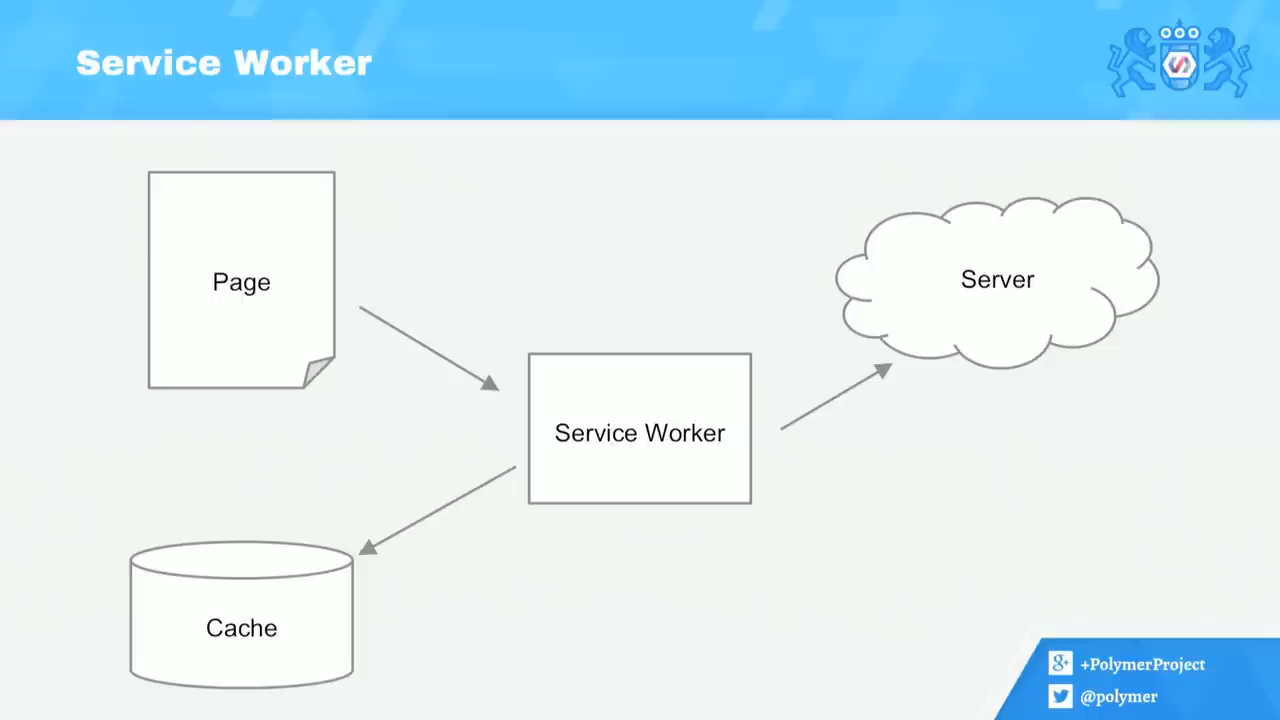 Service Worker
Page
Server
Service Worker
Cache
+PolymerProject
@polymer